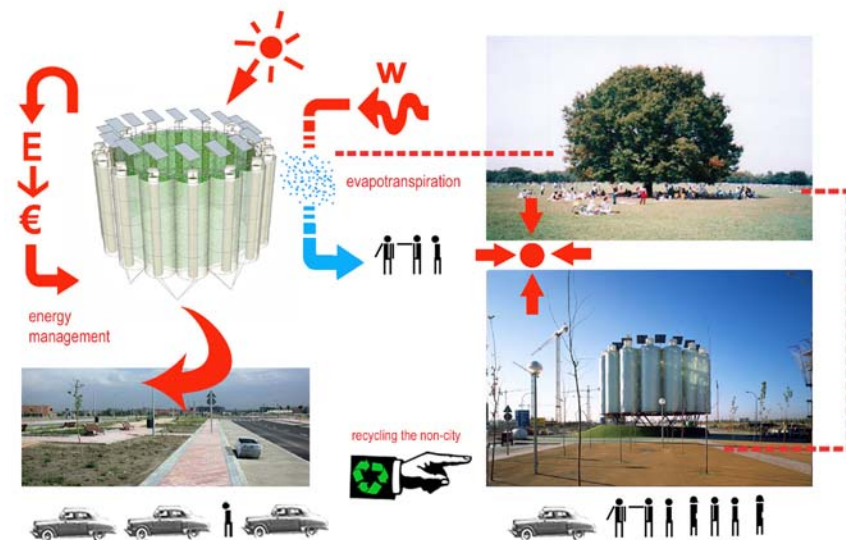 W
E
€
evapotranspiration
energy
management
recycling the non-city